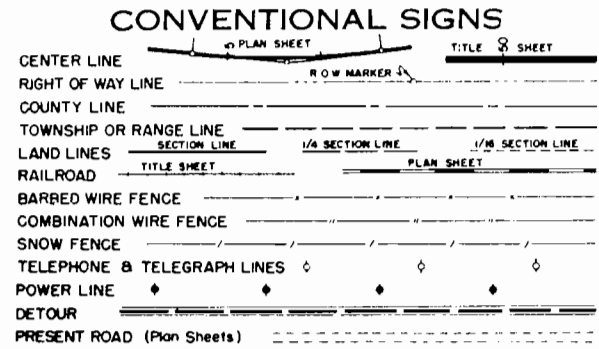 CONVENTIONAL SIGNS
CENTER LINE PLAN SHEET TITLE SHEET
RIGHT OF WAY LINE R O W MARKER
COUNTY LINE
TOWNSHIP OR RANGE LINE
LAND LINES SECTION LINE 1/4 SECTION LINE 1/16 SECTION LINE
RAILROAD TITLE SHEET PLAN SHEET
BARBED WIRE FENCE
COMBINATION WIRE FENCE
SNOW FENCE
TELEPHONE & TELEGRAPH LINES
POWER LINE
DETOUR
PRESENT ROAD (Plan Sheets)